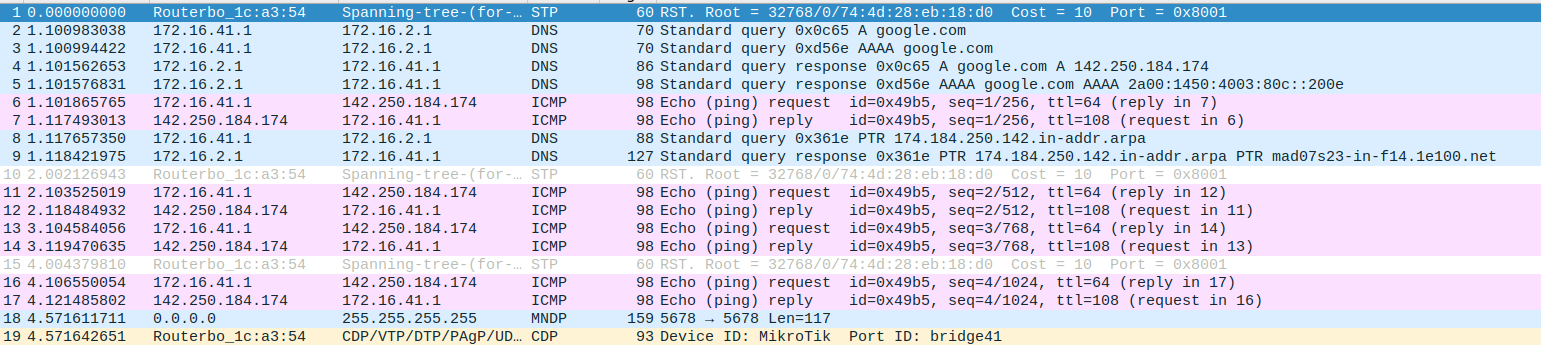 1 0.000000000 Routerbo_1c:a3:54 Spanning-tree-(for-… STP 60 RST. Root = 32768/0/74:4d:28:eb:18:d0 Cost = 10 Port = 0x8001
2 1.100983038 172.16.41.1 172.16.2.1 DNS 70 Standard query 0x0c65 A google.com
3 1.100994422 172.16.41.1 172.16.2.1 DNS 70 Standard query 0xd56e AAAA google.com
4 1.101562653 172.16.2.1 172.16.41.1 DNS 86 Standard query response 0x0c65 A google.com A 142.250.184.174
5 1.101576831 172.16.2.1 172.16.41.1 DNS 98 Standard query response 0xd56e AAAA google.com AAAA 2a00:1450:4003:80c::200e
6 1.101865765 172.16.41.1 142.250.184.174 ICMP 98 Echo (ping) request id=0x49b5, seq=1/256, ttl=64 (reply in 7)
7 1.117493013 142.250.184.174 172.16.41.1 ICMP 98 Echo (ping) reply id=0x49b5, seq=1/256, ttl=108 (request in 6)
8 1.117657350 172.16.41.1 172.16.2.1 DNS 88 Standard query 0x361e PTR 174.184.250.142.in-addr.arpa
9 1.118421975 172.16.2.1 172.16.41.1 DNS 127 Standard query response 0x361e PTR 174.184.250.142.in-addr.arpa PTR mad07s23-in-f14.1e100.net
10 2.002126943 Routerbo_1c:a3:54 Spanning-tree-(for-… STP 60 RST. Root = 32768/0/74:4d:28:eb:18:d0 Cost = 10 Port = 0x8001
11 2.103525019 172.16.41.1 142.250.184.174 ICMP 98 Echo (ping) request id=0x49b5, seq=2/512, ttl=64 (reply in 12)
12 2.118484932 142.250.184.174 172.16.41.1 ICMP 98 Echo (ping) reply id=0x49b5, seq=2/512, ttl=108 (request in 11)
13 3.104584056 172.16.41.1 142.250.184.174 ICMP 98 Echo (ping) request id=0x49b5, seq=3/768, ttl=64 (reply in 14)
14 3.119470635 142.250.184.174 172.16.41.1 ICMP 98 Echo (ping) reply id=0x49b5, seq=3/768, ttl=108 (request in 13)
15 4.004379810 Routerbo_1c:a3:54 Spanning-tree-(for-… STP 60 RST. Root = 32768/0/74:4d:28:eb:18:d0 Cost = 10 Port = 0x8001
16 4.106550054 172.16.41.1 142.250.184.174 ICMP 98 Echo (ping) request id=0x49b5, seq=4/1024, ttl=64 (reply in 17)
17 4.121485802 142.250.184.174 172.16.41.1 ICMP 98 Echo (ping) reply id=0x49b5, seq=4/1024, ttl=108 (request in 16)
18 4.571611711 0.0.0.0 255.255.255.255 MNDP 159 5678 → 5678 Len=117
19 4.571642651 Routerbo_1c:a3:54 CDP/VTP/DTP/PAgP/UD… CDP 93 Device ID: MikroTik Port ID: bridge41